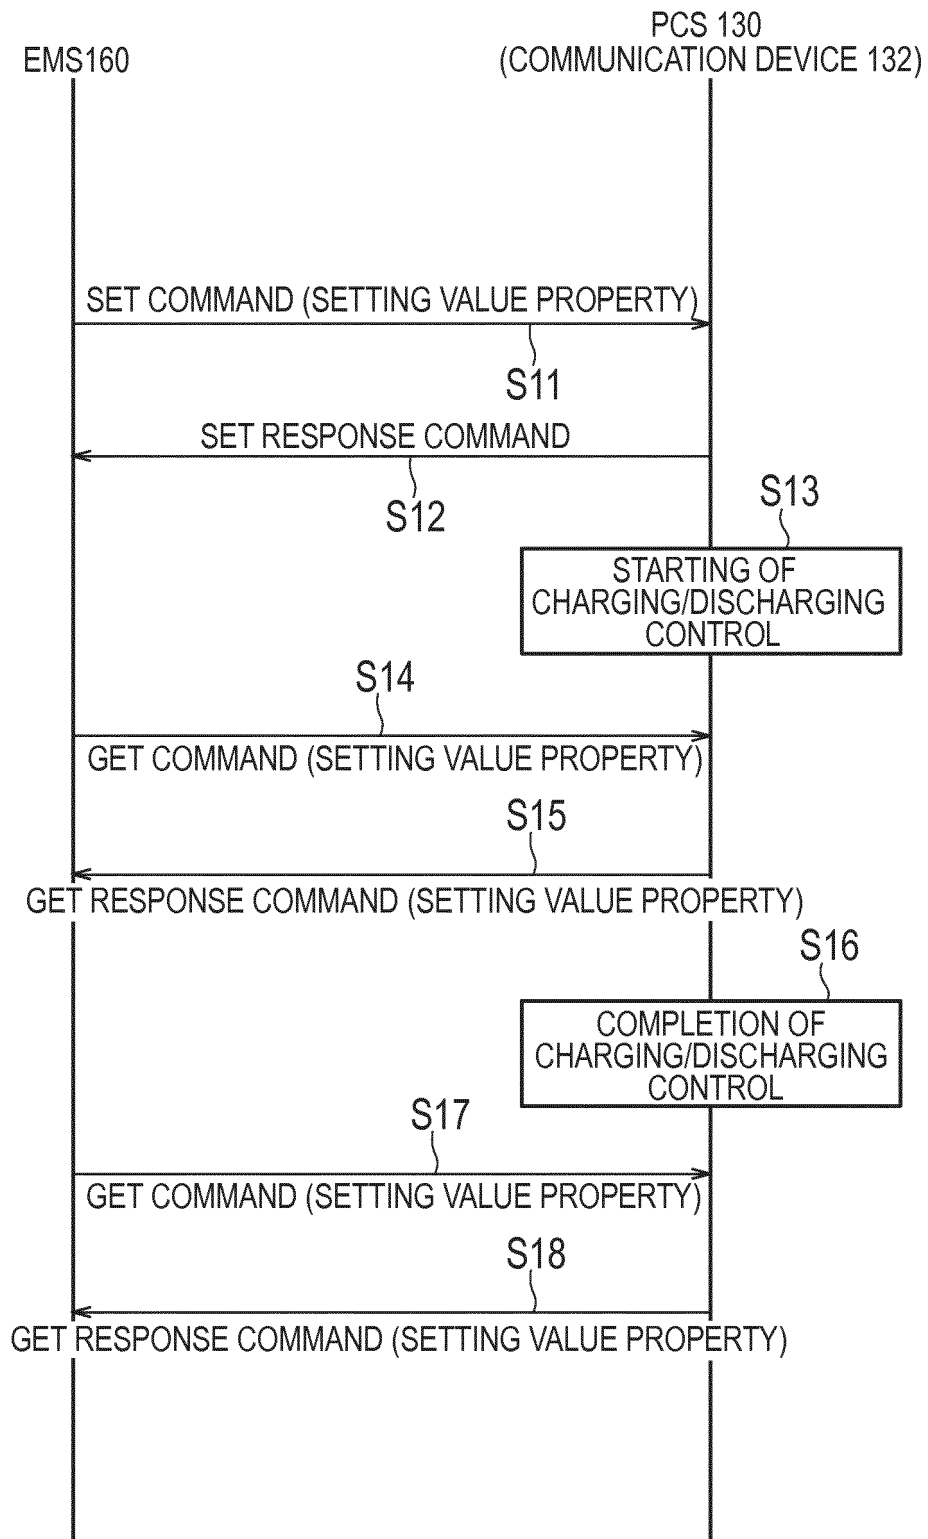 EMS160
PCS 130
(COMMUNICATION DEVICE 132)
SET COMMAND (SETTING VALUE PROPERTY)
S11
SET RESPONSE COMMAND
S12
S13
STARTING OF
CHARGING/DISCHARGING
CONTROL
S14
GET COMMAND (SETTING VALUE PROPERTY)
S15
GET RESPONSE COMMAND (SETTING VALUE PROPERTY)
S16
COMPLETION OF
CHARGING/DISCHARGING
CONTROL
S17
GET COMMAND (SETTING VALUE PROPERTY)
S18
GET RESPONSE COMMAND (SETTING VALUE PROPERTY)